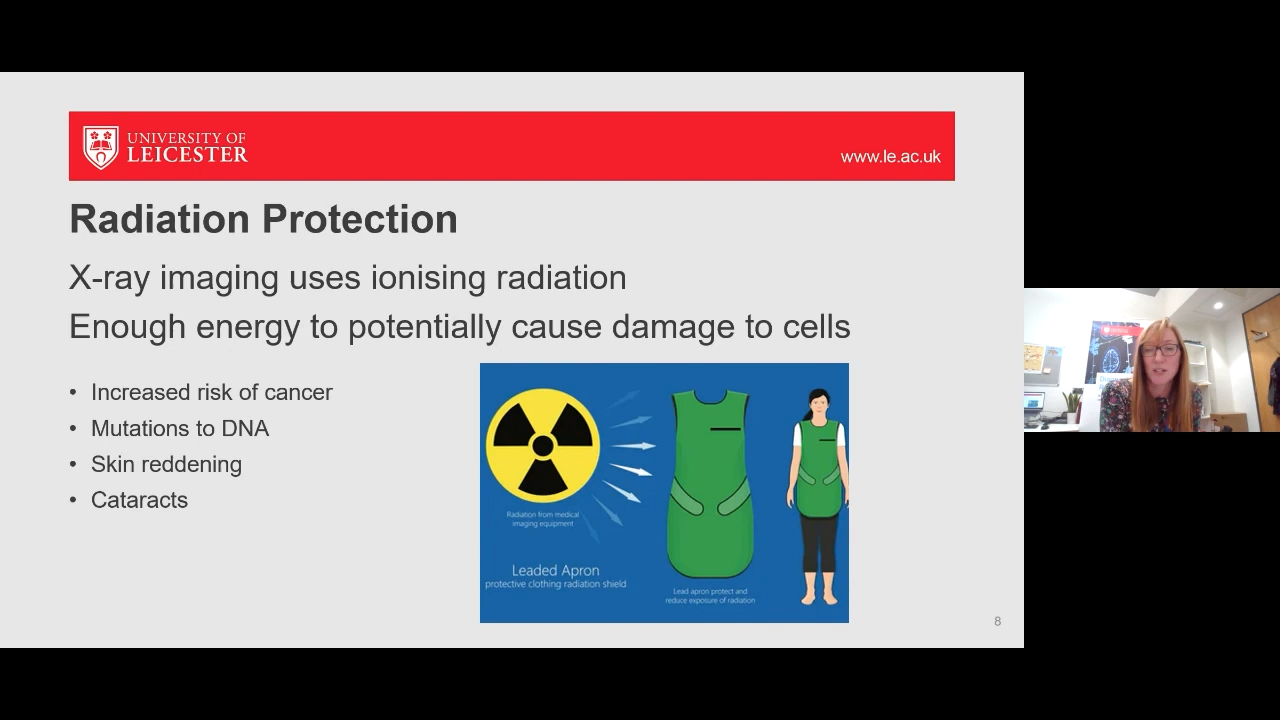 UNIVERSITY OF
LEICESTER
www.le.ac.uk
Radiation Protection
X-ray imaging uses ionising radiation
Enough energy to potentially cause damage to cells
• Increased risk of cancer
• Mutations to DNA
• Skin reddening
• Cataracts
Radiation from medical
imaging equipment
Leaded Apron
protective clothing radiation shield
Lead apron protect and
reduce exposure of radiation
8